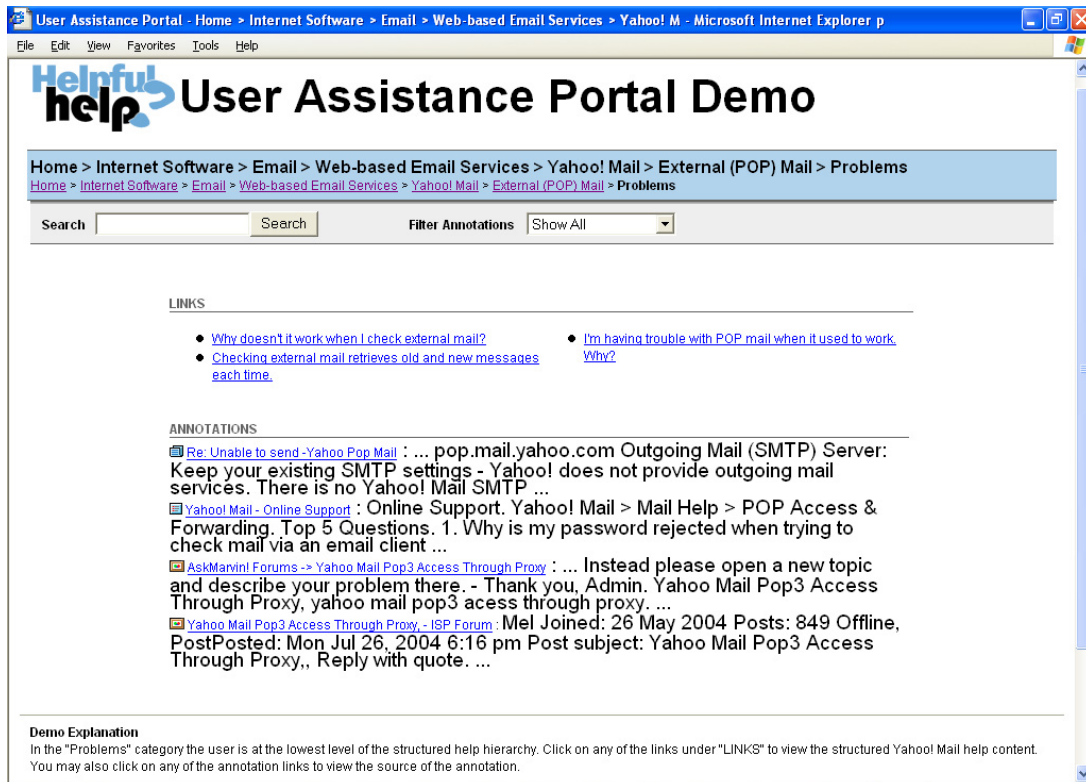 User Assistance Portal - Home > Internet Software > Email > Web-based Email Services > Yahoo! M - Microsoft Internet Explorer p
File Edit View Favorites Tools Help
Helpful
help
User Assistance Portal Demo
Home > Internet Software > Email > Web-based Email Services > Yahoo! Mail > External (POP) Mail > Problems
Home > Internet Software > Email > Web-based Email Services > Yahoo! Mail > External (POP) Mail > Problems
Search Search Filter Annotations Show All
LINKS
Why doesn't it work when I check external mail?
Checking external mail retrieves old and new messages
each time.
I'm having trouble with POP mail when it used to work.
Why?
ANNOTATIONS
Re: Unable to send -Yahoo Pop Mail : ... pop.mail.yahoo.com Outgoing Mail (SMTP) Server:
Keep your existing SMTP settings - Yahoo! does not provide outgoing mail
services. There is no Yahoo! Mail SMTP ...
Yahoo! Mail - Online Support : Online Support. Yahoo! Mail > Mail Help > POP Access &
Forwarding. Top 5 Questions. 1. Why is my password rejected when trying to
check mail via an email client ...
AskMarvin! Forums -> Yahoo Mail Pop3 Access Through Proxy : ... Instead please open a new topic
and describe your problem there. - Thank you, Admin. Yahoo Mail Pop3 Access
Through Proxy, yahoo mail pop3 acess through proxy. ...
Yahoo Mail Pop3 Access Through Proxy, - ISP Forum : Mel Joined: 26 May 2004 Posts: 849 Offline,
PostPosted: Mon Jul 26, 2004 6:16 pm Post subject: Yahoo Mail Pop3 Access
Through Proxy,, Reply with quote. ...
Demo Explanation
In the "Problems" category the user is at the lowest level of the structured help hierarchy. Click on any of the links under "LINKS" to view the structured Yahoo! Mail help content.
You may also click on any of the annotation links to view the source of the annotation.